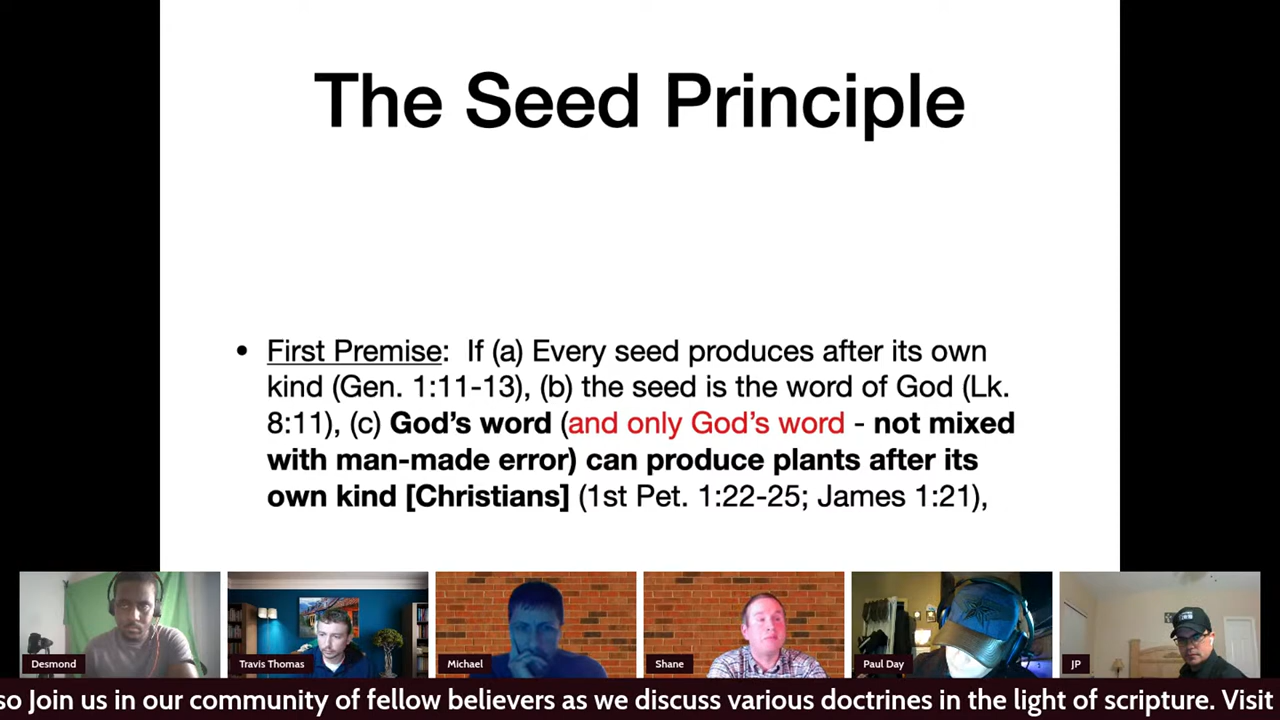 The Seed Principle
• First Premise: If (a) Every seed produces after its own
kind (Gen. 1:11-13), (b) the seed is the word of God (Lk.
8:11), (c) God’s word (and only God’s word - not mixed
with man-made error) can produce plants after its
own kind [Christians] (1st Pet. 1:22-25; James 1:21),
Desmond
Travis Thomas
Michael
Shane
Paul Day
JP
so Join us in our community of fellow believers as we discuss various doctrines in the light of scripture. Visit